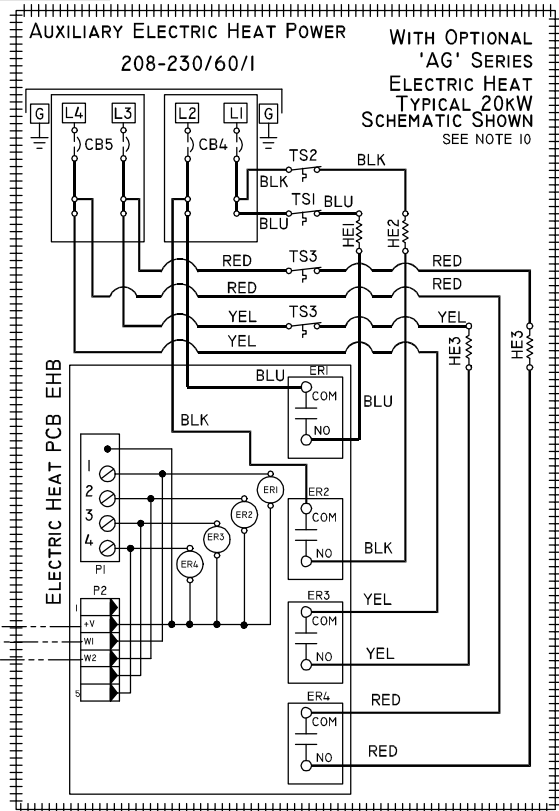 AUXILIARY ELECTRIC HEAT POWER
208-230/60/1
WITH OPTIONAL
'AG' SERIES
ELECTRIC HEAT
TYPICAL 20KW
SCHEMATIC SHOWN
SEE NOTE 10
G
L4
L3
L2
L1
G
CB5
CB4
TS2
BLK
BLK
TS1
BLU
BLU
HE1
HE2
RED
TS3
RED
RED
RED
YEL
TS3
YEL
YEL
HE3
HE3
ELECTRIC HEAT PCB EHB
BLU
ER1
COM
NO
BLU
BLK
1
2
3
4
P1
ER1
ER2
ER3
ER4
ER2
COM
NO
BLK
P2
1
+V
W1
W2
5
ER3
COM
NO
YEL
YEL
ER4
COM
NO
RED
RED